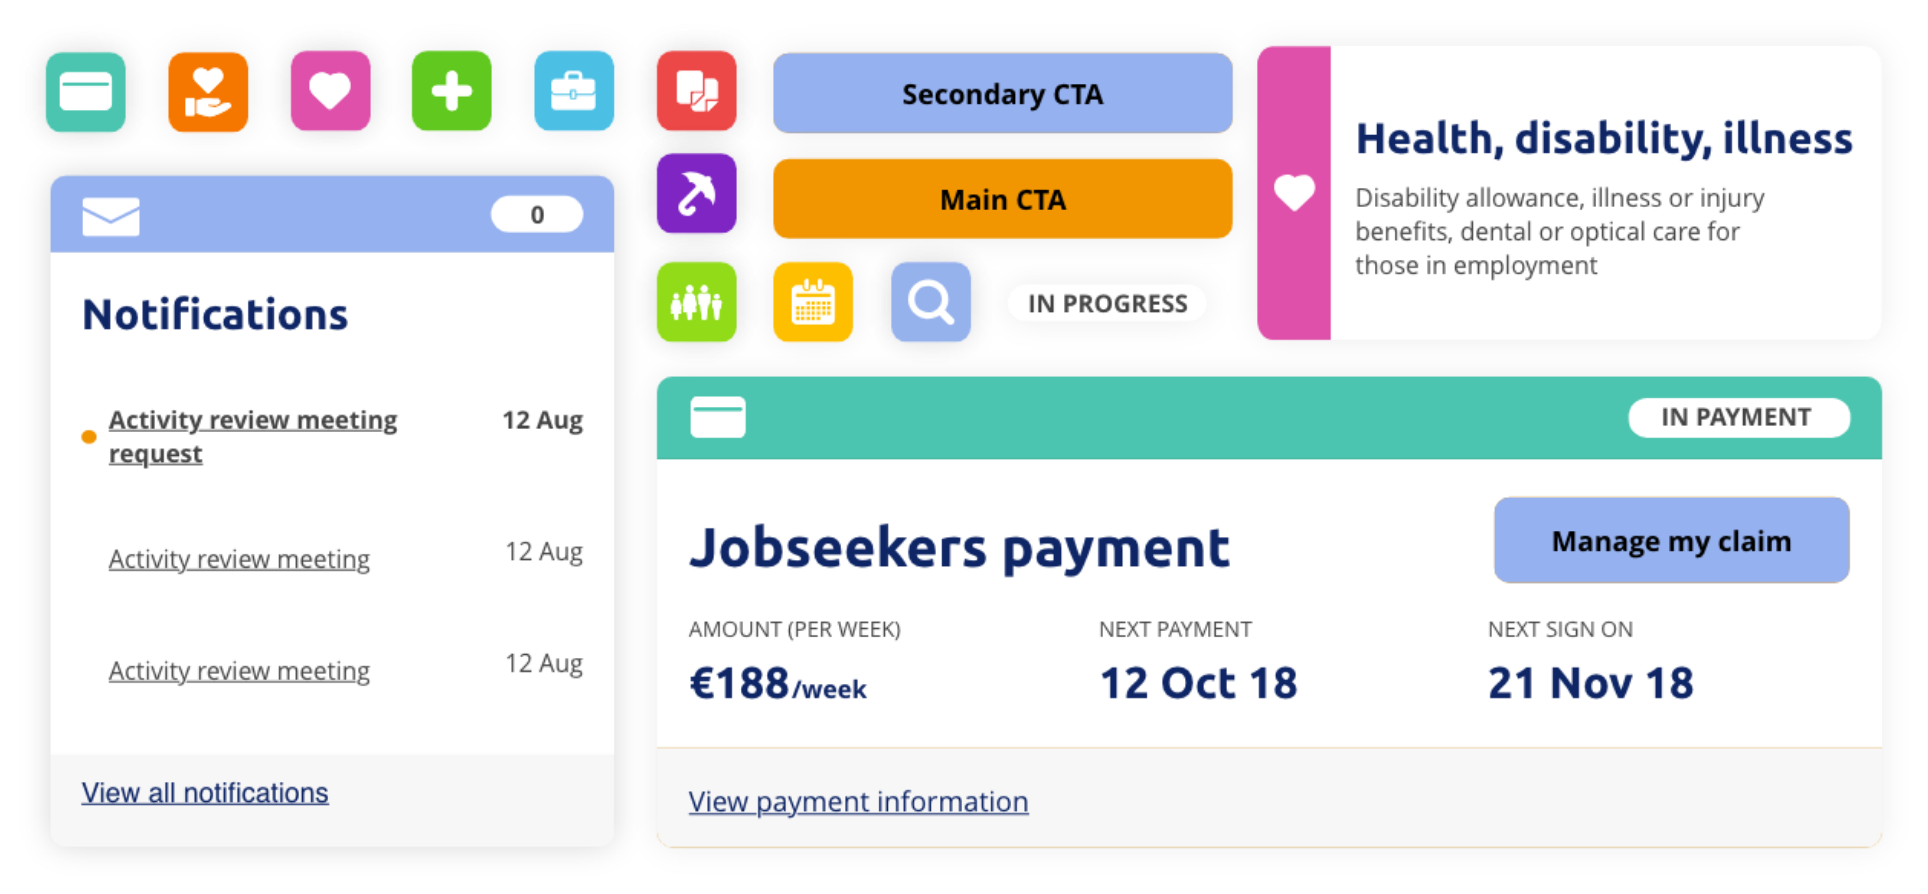 Secondary CTA
Main CTA
IN PROGRESS
Health, disability, illness
Disability allowance, illness or injury
benefits, dental or optical care for
those in employment
0
Notifications
Activity review meeting
request
12 Aug
Activity review meeting
12 Aug
Activity review meeting
12 Aug
View all notifications
IN PAYMENT
Jobseekers payment
Manage my claim
AMOUNT (PER WEEK)
€188/week
NEXT PAYMENT
12 Oct 18
NEXT SIGN ON
21 Nov 18
View payment information